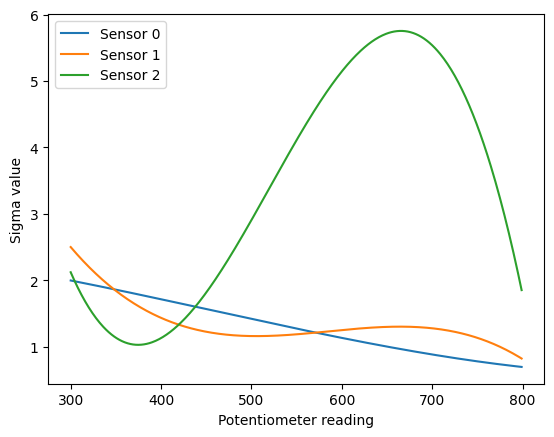 6
5
4
3
2
1
Sigma value
Sensor 0
Sensor 1
Sensor 2
300 400 500 600 700 800
Potentiometer reading